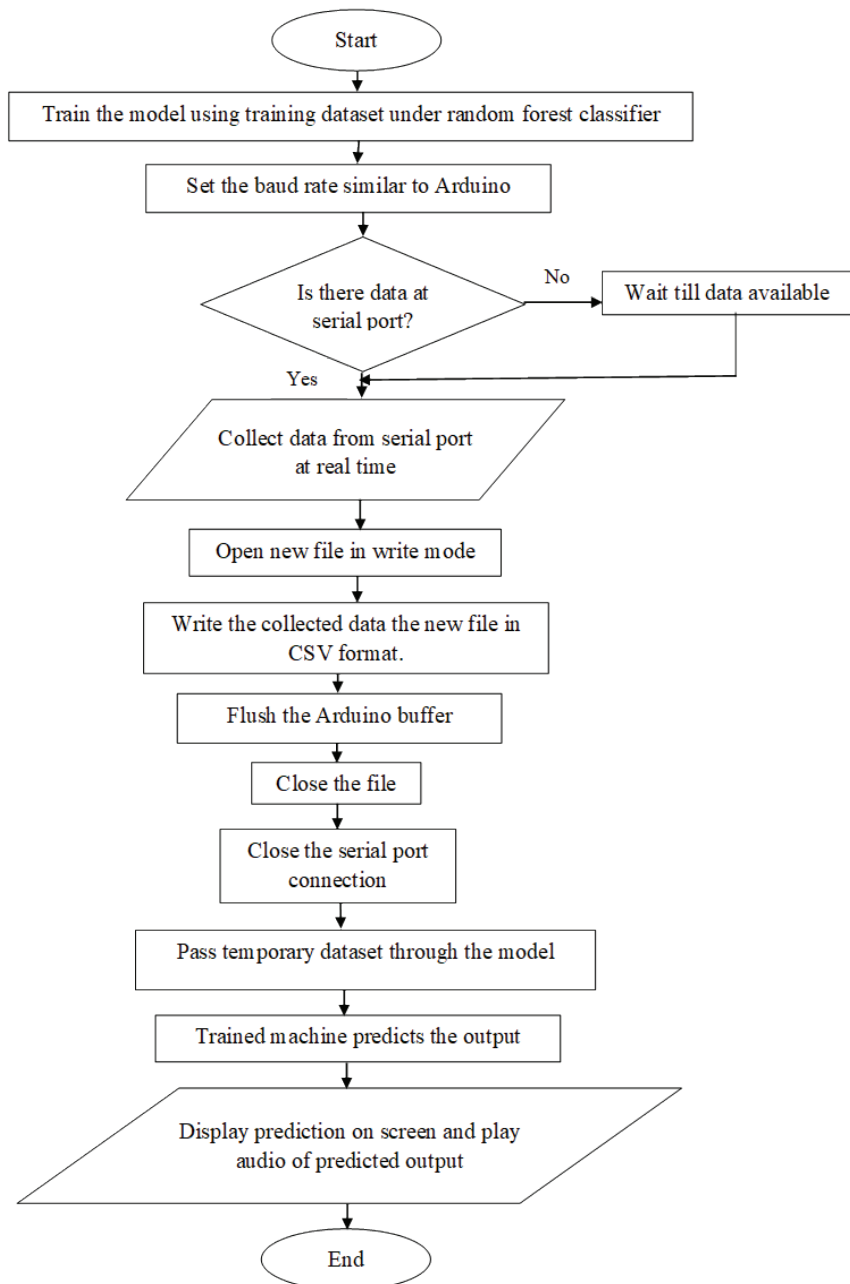 Start
Train the model using training dataset under random forest classifier
Set the baud rate similar to Arduino
Is there data at
serial port?
No
Wait till data available
Yes
Collect data from serial port
at real time
Open new file in write mode
Write the collected data the new file in
CSV format.
Flush the Arduino buffer
Close the file
Close the serial port
connection
Pass temporary dataset through the model
Trained machine predicts the output
Display prediction on screen and play
audio of predicted output
End